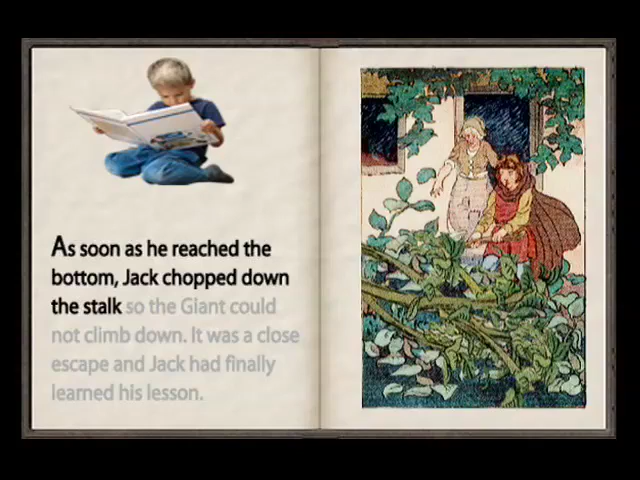 As soon as he reached the
bottom, Jack chopped down
the stalk so the Giant could
not climb down. It was a close
escape and Jack had finally
learned his lesson.